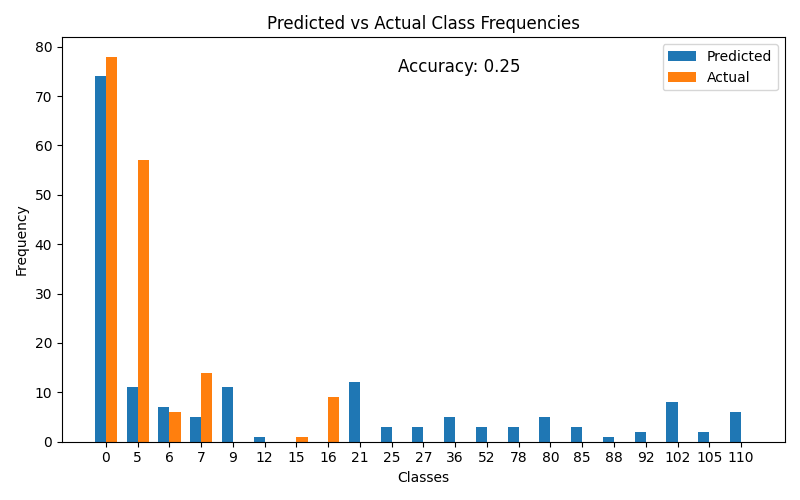 Predicted vs Actual Class Frequencies
Accuracy: 0.25
Predicted
Actual
Frequency
80
70
60
50
40
30
20
10
0
0 5 6 7 9 12 15 16 21 25 27 36 52 78 80 85 88 92 102 105 110
Classes